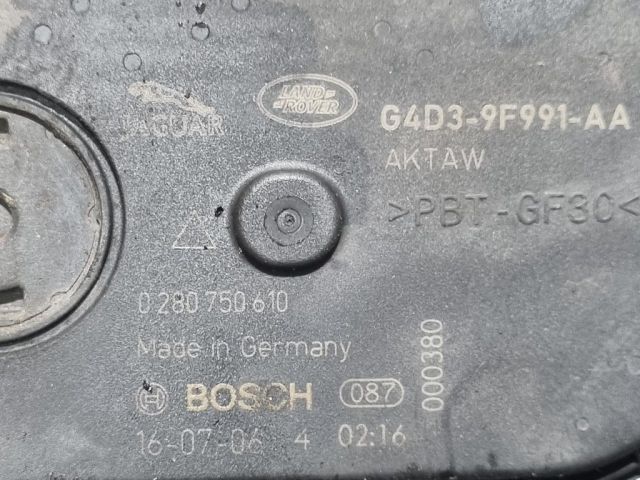 JAGUAR
LAND
ROVER
G4D3-9F991-AA
AKTAW
>PBT-GF30<
0 280 750 610
Made in Germany
BOSCH 087
000380
16-07-06 4 02:16